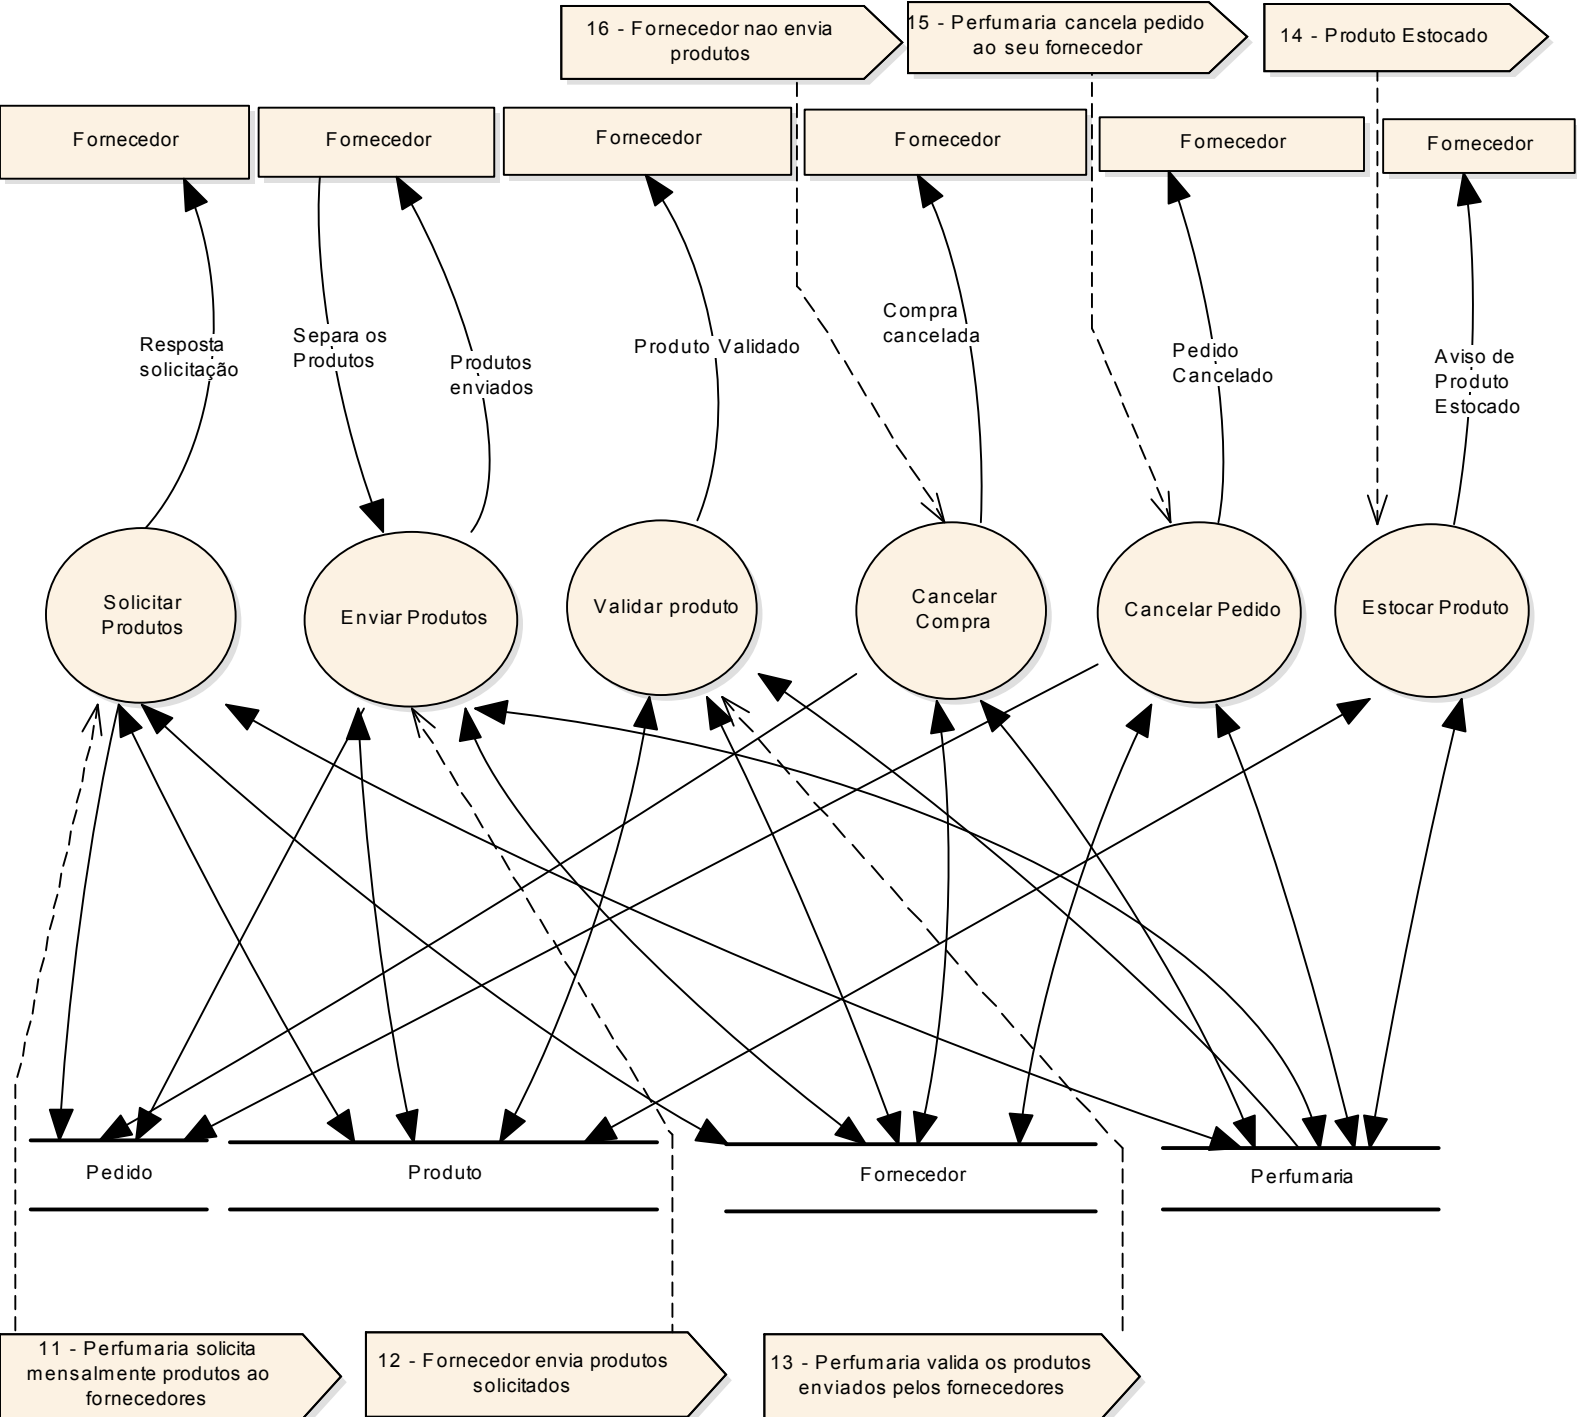 16 - Fornecedor nao envia
produtos
15 - Perfumaria cancela pedido
ao seu fornecedor
14 - Produto Estocado
Fornecedor
Fornecedor
Fornecedor
Fornecedor
Fornecedor
Fornecedor
Resposta
solicitação
Separa os
Produtos
Produtos
enviados
Produto Validado
Compra
cancelada
Pedido
Cancelado
Aviso de
Produto
Estocado
Solicitar
Produtos
Enviar Produtos
Validar produto
Cancelar
Compra
Cancelar Pedido
Estocar Produto
Pedido
Produto
Fornecedor
Perfumaria
11 - Perfumaria solicita
mensalmente produtos ao
fornecedores
12 - Fornecedor envia produtos
solicitados
13 - Perfumaria valida os produtos
enviados pelos fornecedores